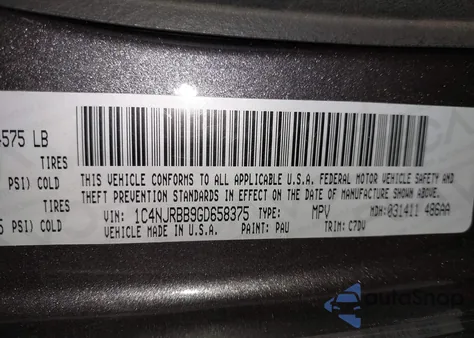 4575 LB
TIRES
PSI) COLD
TIRES
5 PSI) COLD
THIS VEHICLE CONFORMS TO ALL APPLICABLE U.S.A. FEDERAL MOTOR VEHICLE SAFETY AND
THEFT PREVENTION STANDARDS IN EFFECT ON THE DATE OF MANUFACTURE SHOWN ABOVE.
VIN: 1C4NJRBB9GD658375 TYPE: MPV MDH:031411 486AA
VEHICLE MADE IN U.S.A. PAINT: PAU TRIM: C7DV
autoSnap